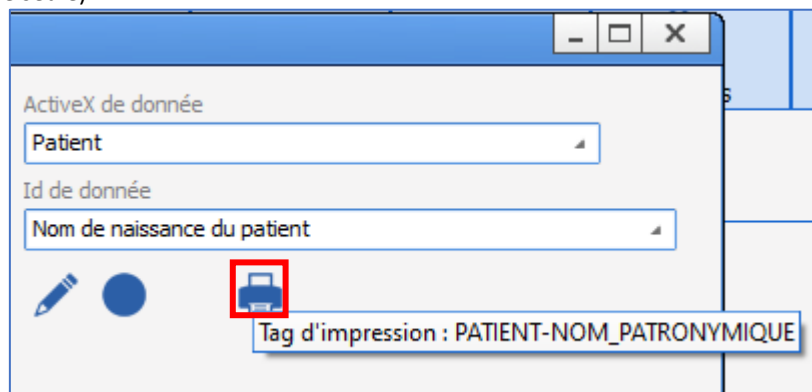 ActiveX de donnée
Patient
Id de donnée
Nom de naissance du patient
Tag d'impression : PATIENT-NOM_PATRONYMIQUE